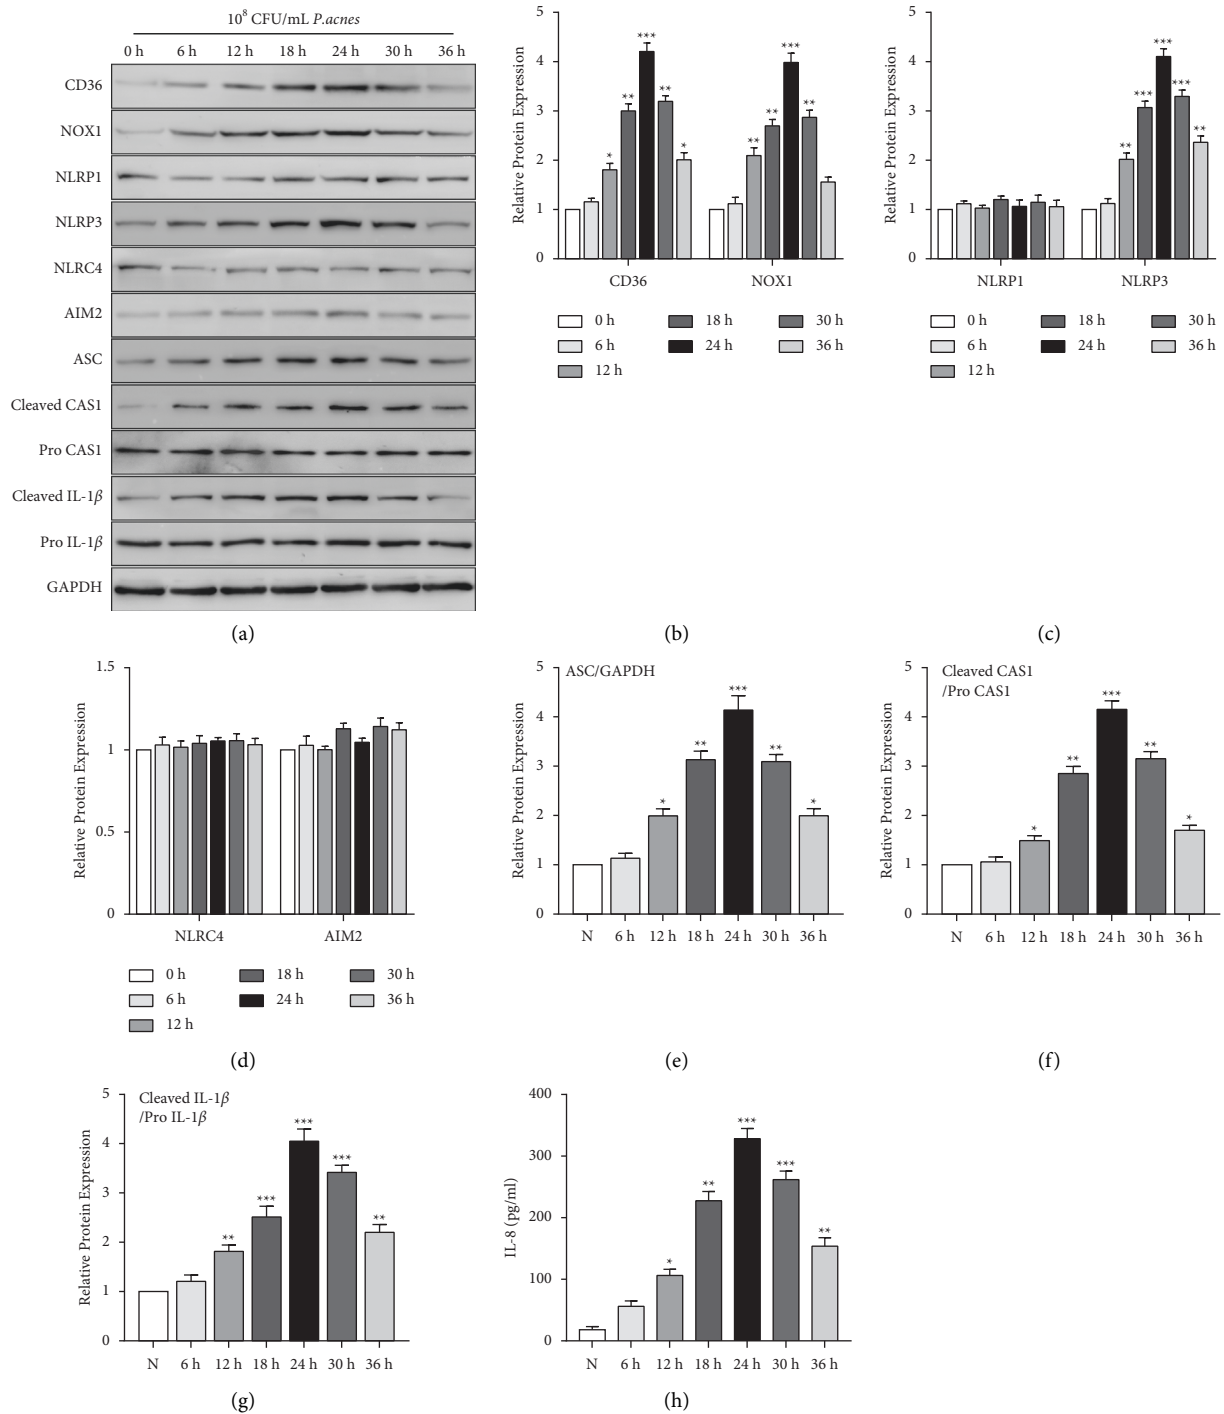 10⁸ CFU/mL P.acnes
0 h 6 h 12 h 18 h 24 h 30 h 36 h
CD36
NOX1
NLRP1
NLRP3
NLRC4
AIM2
ASC
Cleaved CAS1
Pro CAS1
Cleaved IL-1β
Pro IL-1β
GAPDH
(a)
Relative Protein Expression
5
4
3
2
1
0
* ** *** ** *
** ** *** **
CD36 NOX1
0 h 18 h 30 h
6 h 24 h 36 h
12 h
(b)
Relative Protein Expression
5
4
3
2
1
0
** *** *** *** **
NLRP1 NLRP3
0 h 18 h 30 h
6 h 24 h 36 h
12 h
(c)
Relative Protein Expression
1.5
1
0.5
0
NLRC4 AIM2
0 h 18 h 30 h
6 h 24 h 36 h
12 h
(d)
ASC/GAPDH
Relative Protein Expression
5
4
3
2
1
0
* ** *** ** *
N 6 h 12 h 18 h 24 h 30 h 36 h
(e)
Cleaved CAS1
/Pro CAS1
Relative Protein Expression
5
4
3
2
1
0
* ** *** ** *
N 6 h 12 h 18 h 24 h 30 h 36 h
(f)
Cleaved IL-1β
/Pro IL-1β
Relative Protein Expression
5
4
3
2
1
0
** *** *** *** **
N 6 h 12 h 18 h 24 h 30 h 36 h
(g)
IL-8 (pg/ml)
400
300
200
100
0
* ** *** *** **
N 6 h 12 h 18 h 24 h 30 h 36 h
(h)